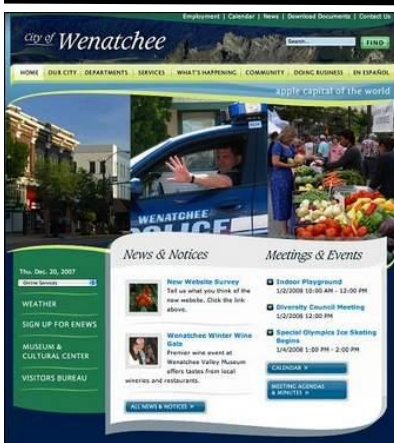 Employment | Calendar | News | Download Documents | Contact Us
City of Wenatchee
Search... FIND
HOME OUR CITY DEPARTMENTS SERVICES WHAT'S HAPPENING COMMUNITY DOING BUSINESS EN ESPAÑOL
apple capital of the world
WENATCHEE
POLICE
News & Notices
Meetings & Events
Thu. Dec. 20, 2007
Online Services
WEATHER
SIGN UP FOR ENEWS
MUSEUM &
CULTURAL CENTER
VISITORS BUREAU
New Website Survey
Tell us what you think of the
new website. Click the link
above.
Wenatchee Winter Wine
Gala
Premier wine event at
Wenatchee Valley Museum
offers tastes from local
wineries and restaurants.
ALL NEWS & NOTICES »
Indoor Playground
1/2/2008 10:00 AM - 12:00 PM
Diversity Council Meeting
1/2/2008 12:00 PM
Special Olympics Ice Skating
Begins
1/4/2008 1:00 PM - 2:00 PM
CALENDAR »
MEETING AGENDAS
& MINUTES »